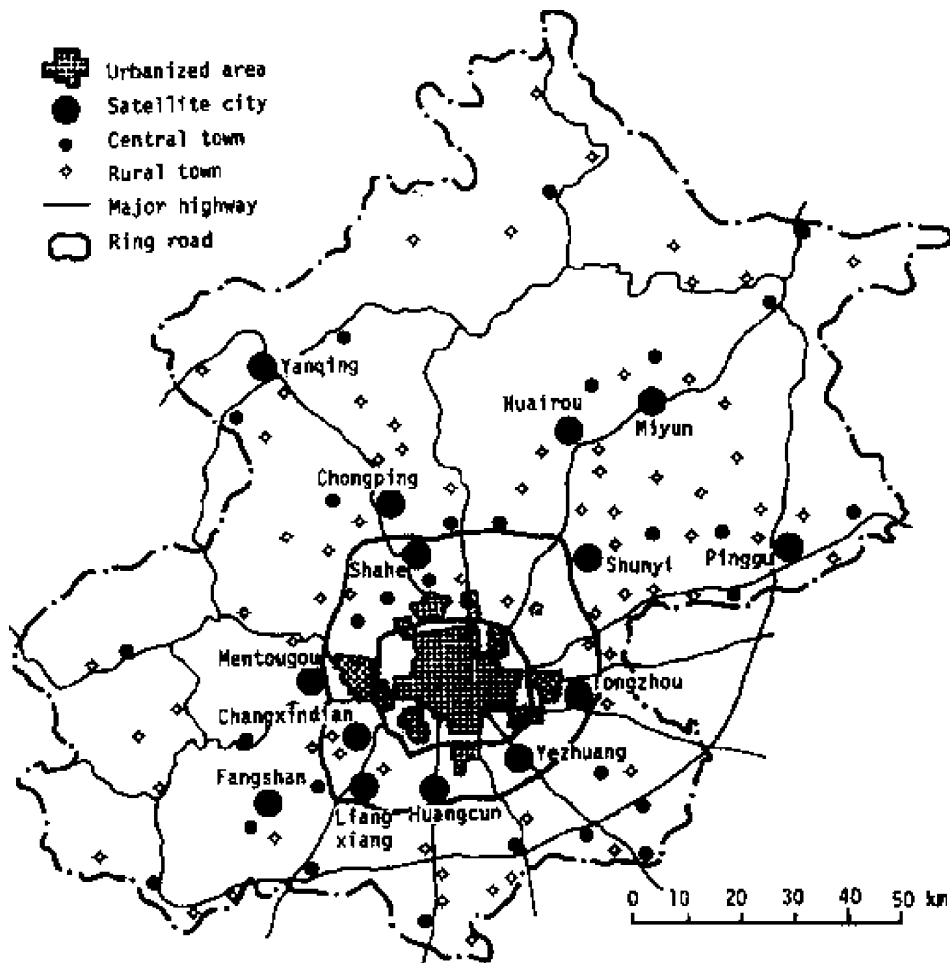 Urbanized area
Satellite city
Central town
Rural town
Major highway
Ring road
Yanqing
Huairou
Miyun
Chongping
Shahe
Shunyi
Pinggu
Mentougou
Tongzhou
Changxindian
Yezhuang
Fangshan
Liang
xiang
Huangcun
0 10 20 30 40 50 km